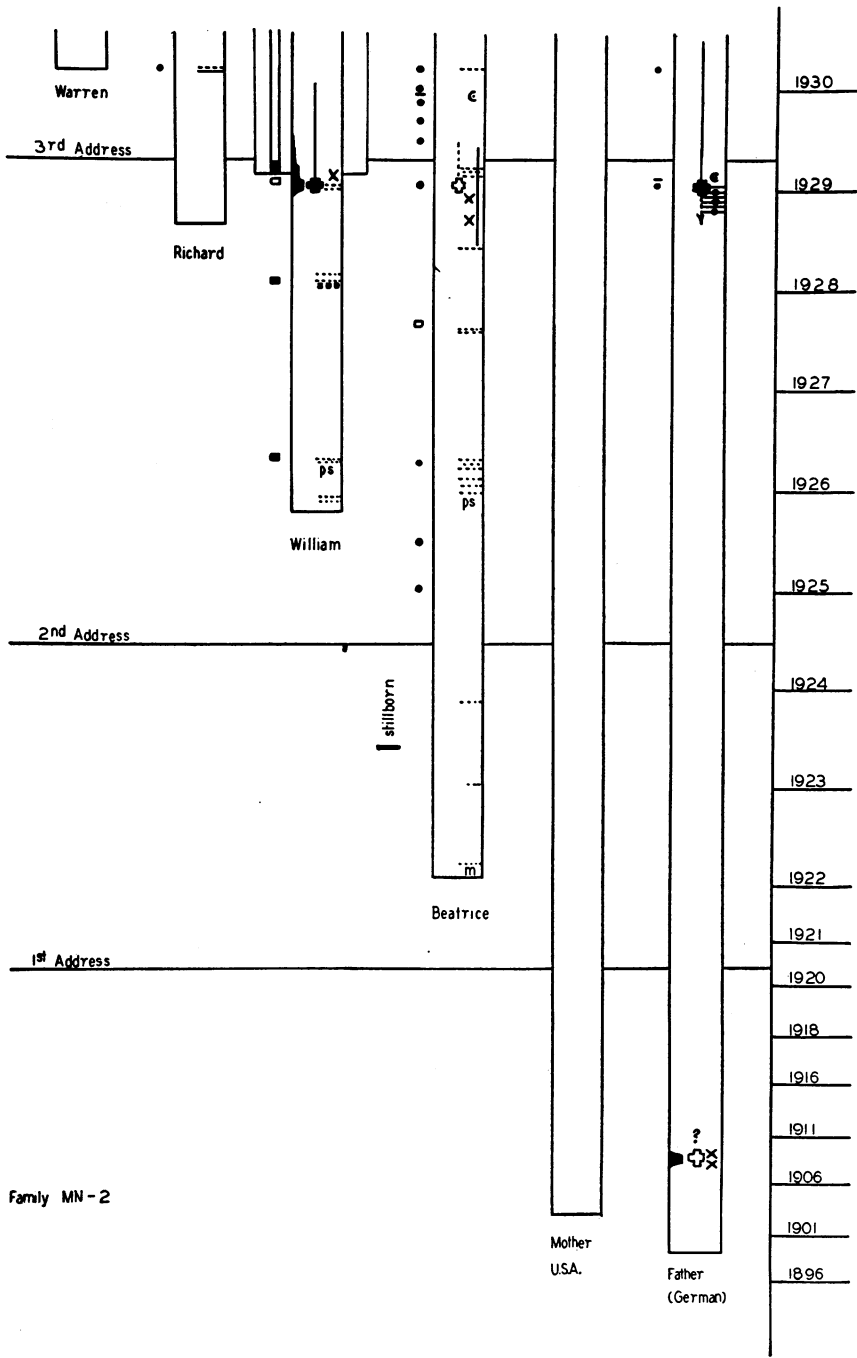 Warren
1930
3rd Address
1929
Richard
1928
1927
ps
1926
ps
William
1925
2nd Address
1924
stillborn
1923
m
1922
Beatrice
1921
1st Address
1920
1918
1916
1911
?
1906
Family MN-2
1901
Mother
U.S.A.
Father
(German)
1896